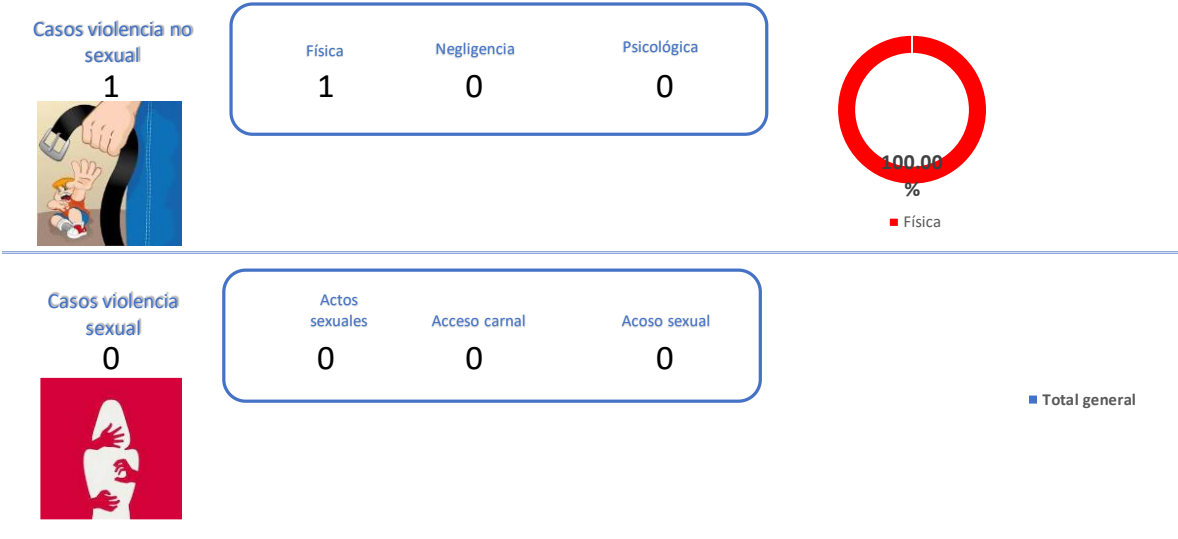 Casos violencia no
sexual
1
Física
1
Negligencia
0
Psicológica
0
100.00
%
Física
Casos violencia
sexual
0
Actos
sexuales
0
Acceso carnal
0
Acoso sexual
0
Total general